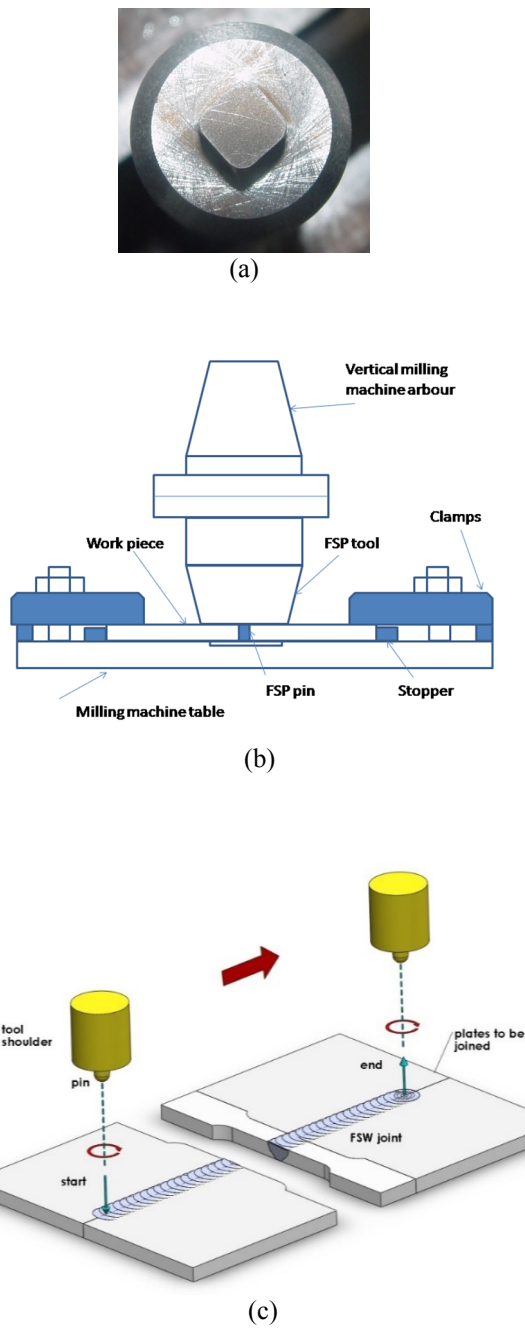 (a)
Vertical milling
machine arbour
Clamps
Work piece
FSP tool
FSP pin
Stopper
Milling machine table
(b)
tool
shoulder
pin
start
end
plates to be
joined
FSW joint
(c)